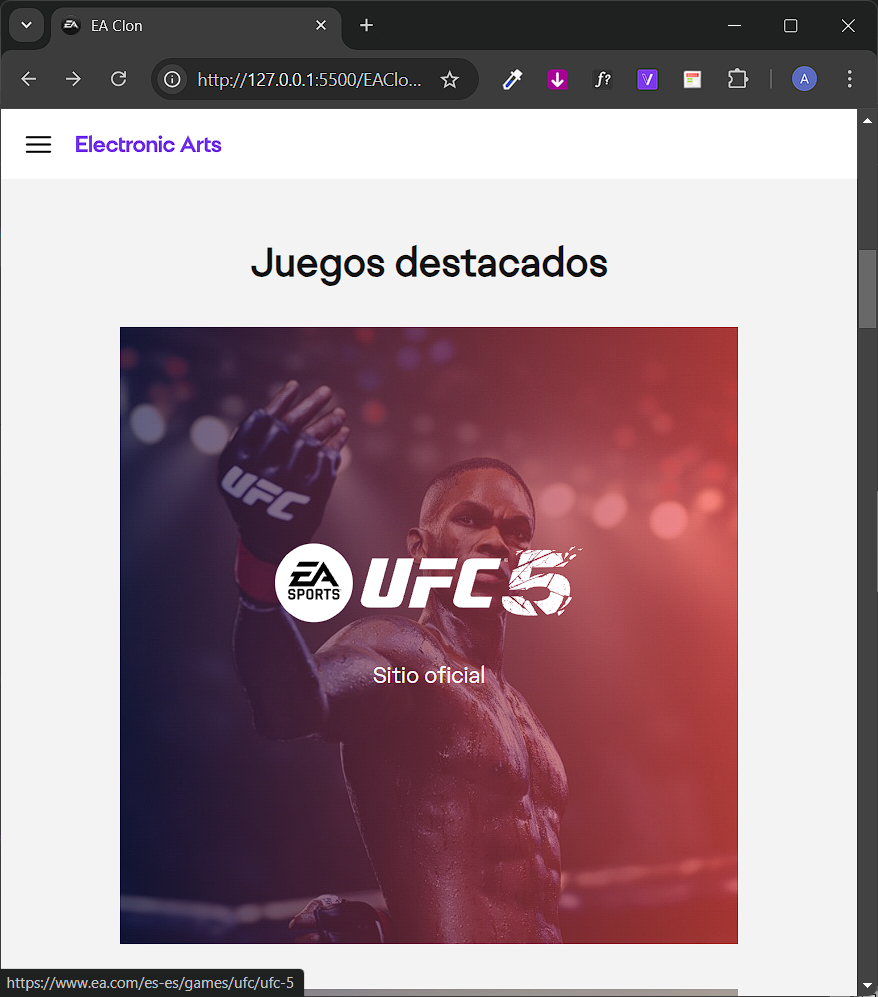 EA EA Clon
http://127.0.0.1:5500/EAClo...
f?
V
A
Electronic Arts
Juegos destacados
UFC
EA
SPORTS
UFC 5
Sitio oficial
https://www.ea.com/es-es/games/ufc/ufc-5